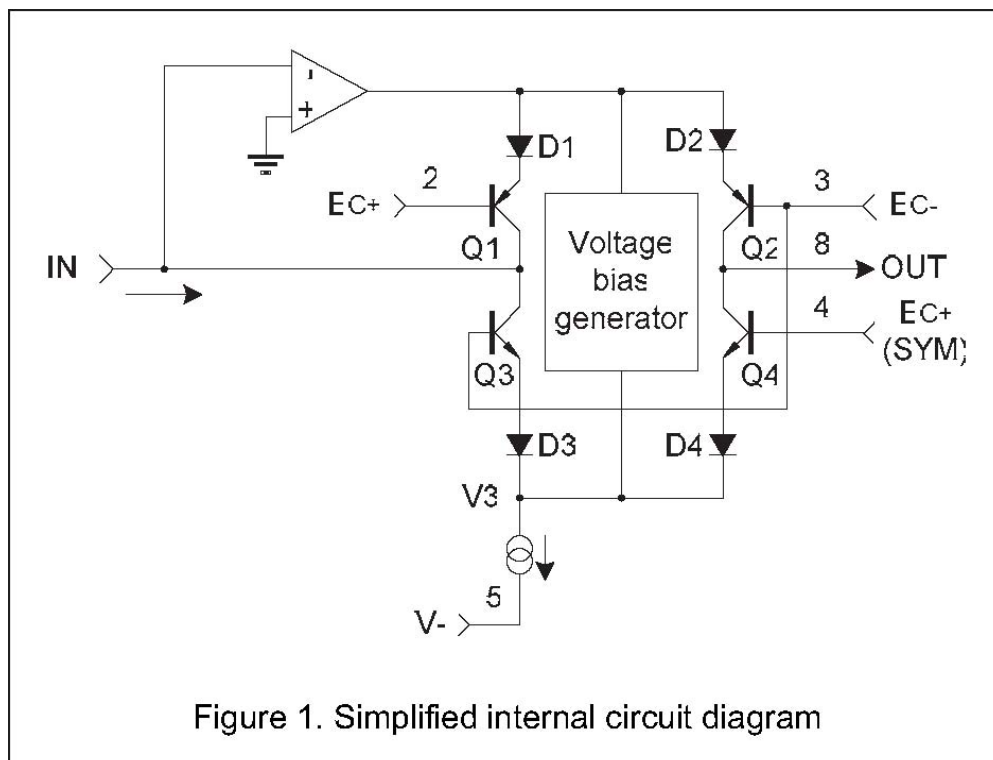 -
+
D1
D2
2
3
EC+
EC-
Q1
Voltage
bias
generator
Q2
8
IN
OUT
4
EC+
(SYM)
Q3
Q4
D3
D4
V3
5
V-
Figure 1. Simplified internal circuit diagram